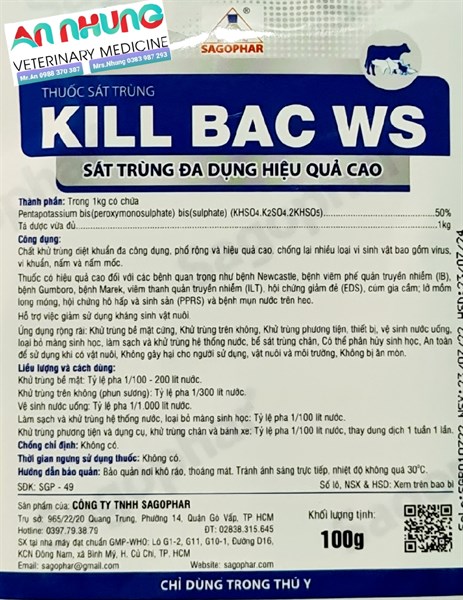 AN NHUNG
VETERINARY MEDICINE
Mr.An 0988 370 387 Mrs.Nhung 0383 987 293
SAGOPHAR
THUỐC SÁT TRÙNG
KILL BAC WS
SÁT TRÙNG ĐA DỤNG HIỆU QUẢ CAO
Thành phần: Trong 1kg có chứa
Pentapotassium bis(peroxymonosulphate) bis(sulphate) (KHSO4.K2SO4.2KHSO5) 50%
Tá dược vừa đủ 1kg
Công dụng:
Chất khử trùng diệt khuẩn đa công dụng, phổ rộng và hiệu quả cao, chống lại nhiều loại vi sinh vật bao gồm virus,
vi khuẩn, nấm và nấm mốc.
Thuốc có hiệu quả cao đối với các bệnh quan trọng như bệnh Newcastle, bệnh viêm phế quản truyền nhiễm (IB),
bệnh Gumboro, bệnh Marek, viêm thanh quản truyền nhiễm (ILT), hội chứng giảm đẻ (EDS), cúm gia cầm; lở mồm
long móng, hội chứng hô hấp và sinh sản (PPRS) và bệnh mụn nước trên heo.
Hỗ trợ việc giảm sử dụng kháng sinh vật nuôi
Ứng dụng rộng rãi: Khử trùng bề mặt cứng, Khử trùng không, Khử trùng phương tiện, thiết bị, vệ sinh nước uống,
loại bỏ màng sinh học, làm sạch và khử trùng hệ thống nước, bể sát trùng chân, Có thể phân hủy sinh học, An toàn
để sử dụng khi có vật nuôi, Không gây hại cho người sử dụng, vật nuôi và môi trường, Không bị ăn mòn.
Liều lượng và cách dùng:
Khử trùng bề mặt: Tỷ lệ pha 1/100 - 200 lít nước.
Khử trùng trên không (phun sương): Tỷ lệ pha 1/300 lít nước.
Vệ sinh nước uống: Tỷ lệ pha 1/1.000 lít nước.
Làm sạch và khử trùng hệ thống nước, loại bỏ màng sinh học: Tỷ lệ pha 1/100 lít nước.
Khử trùng phương tiện và dụng cụ, khử trùng chân và bánh xe: Tỷ lệ pha 1/100 lít nước, thay dung dịch 1 tuần 1 lần.
Chống chỉ định: Không có.
Thời gian ngưng sử dụng thuốc: Không có.
Hướng dẫn bảo quản: Bảo quản nơi khô ráo, thoáng mát. Tránh ánh sáng trực tiếp, nhiệt độ không quá 30°C.
SĐK: SGP - 49 Số lô, NSX & HSD: Xem trên bao bì
Sản phẩm của: CÔNG TY TNHH SAGOPHAR
Trụ sở: 965/22/20 Quang Trung, Phường 14, Quận Gò Vấp, TP HCM
Hotline: 0397.79.38.79 ĐT: 02838.315.645
SX tại nhà máy đạt chuẩn GMP-WHO: Lô G1-2, G11, G10-1, Đường D16,
KCN Đông Nam, xã Bình Mỹ, H. Củ Chi, TP. HCM
Email: sagophar@gmail.com Website: sagophar.com
Khối lượng tịnh:
100g
CHỈ DÙNG TRONG THÚ Y